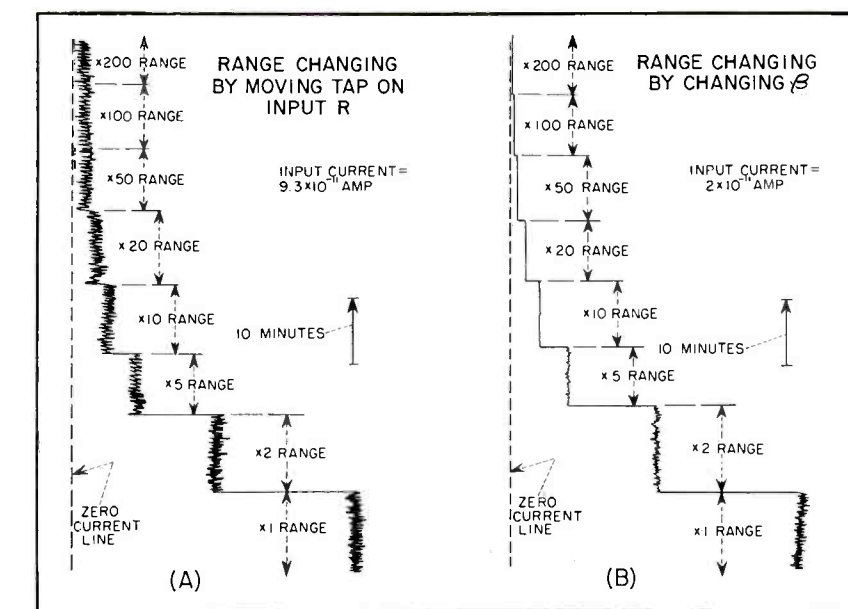 RANGE CHANGING
BY MOVING TAP ON
INPUT R
INPUT CURRENT=
9.3×10⁻¹¹ AMP
×200 RANGE
×100 RANGE
×50 RANGE
×20 RANGE
×10 RANGE
×5 RANGE
×2 RANGE
×1 RANGE
10 MINUTES
ZERO
CURRENT
LINE
(A)
RANGE CHANGING
BY CHANGING β
INPUT CURRENT=
2×10⁻¹¹ AMP
×200 RANGE
×100 RANGE
×50 RANGE
×20 RANGE
×10 RANGE
×5 RANGE
×2 RANGE
×1 RANGE
10 MINUTES
ZERO
CURRENT
LINE
(B)